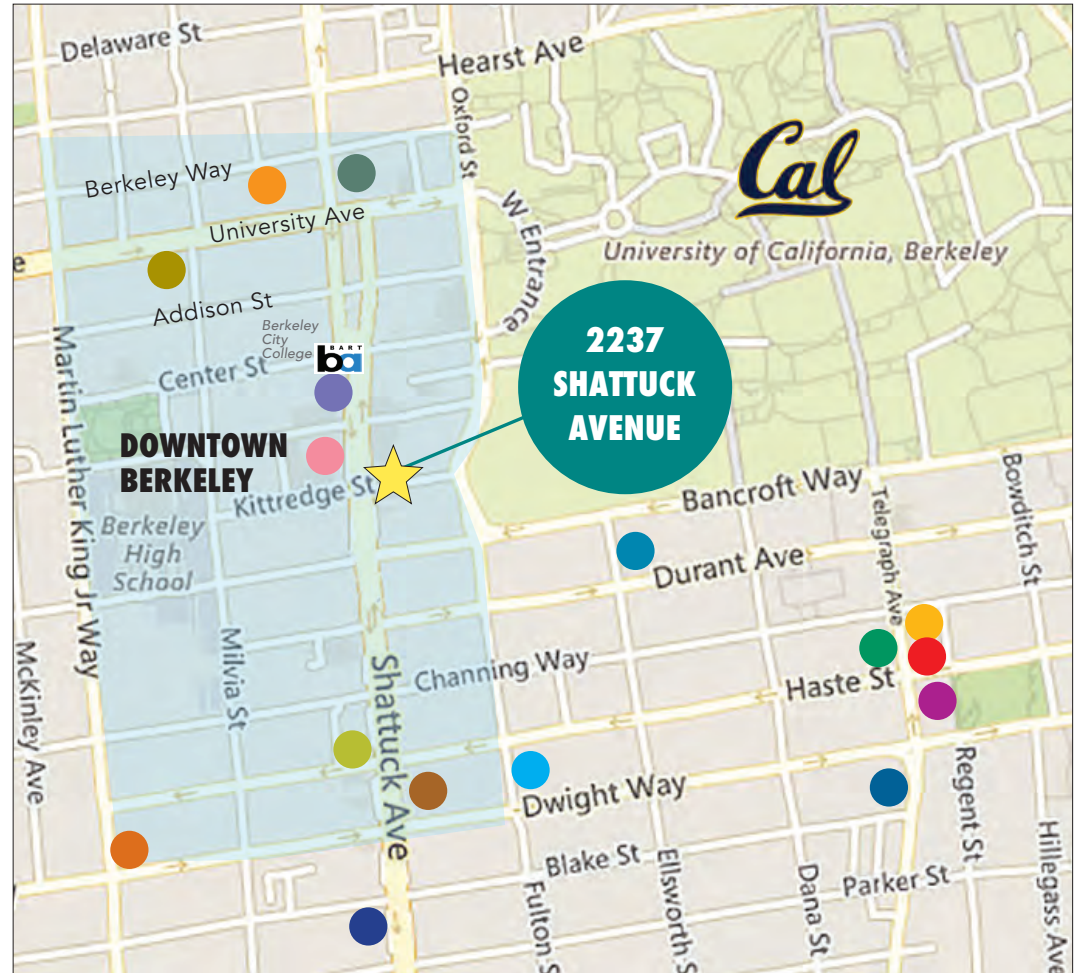 Delaware St
Hearst Ave
Oxford St
Cal
Berkeley Way
University Ave
W Entrance
University of California, Berkeley
e
Addison St
Berkeley
City
College
BART
ba
2237
SHATTUCK
AVENUE
Center St
Martin Luther King Jr Way
DOWNTOWN
BERKELEY
Kittredge St
Berkeley
High
School
Bancroft Way
Telegraph Ave
Bowditch St
Durant Ave
McKinley Ave
Milvia St
Shattuck Ave
Channing Way
Haste St
Dwight Way
Regent St
Blake St
Parker St
Fulton S
Ellsworth S
Dana St
Hillegass Ave